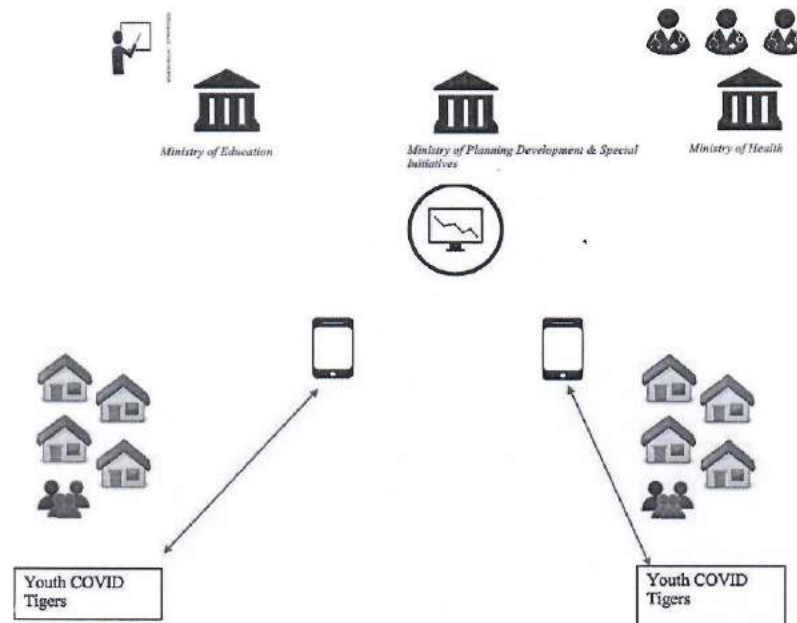 Ministry of Education
Ministry of Planning Development & Special
Initiatives
Ministry of Health
Youth COVID
Tigers
Youth COVID
Tigers